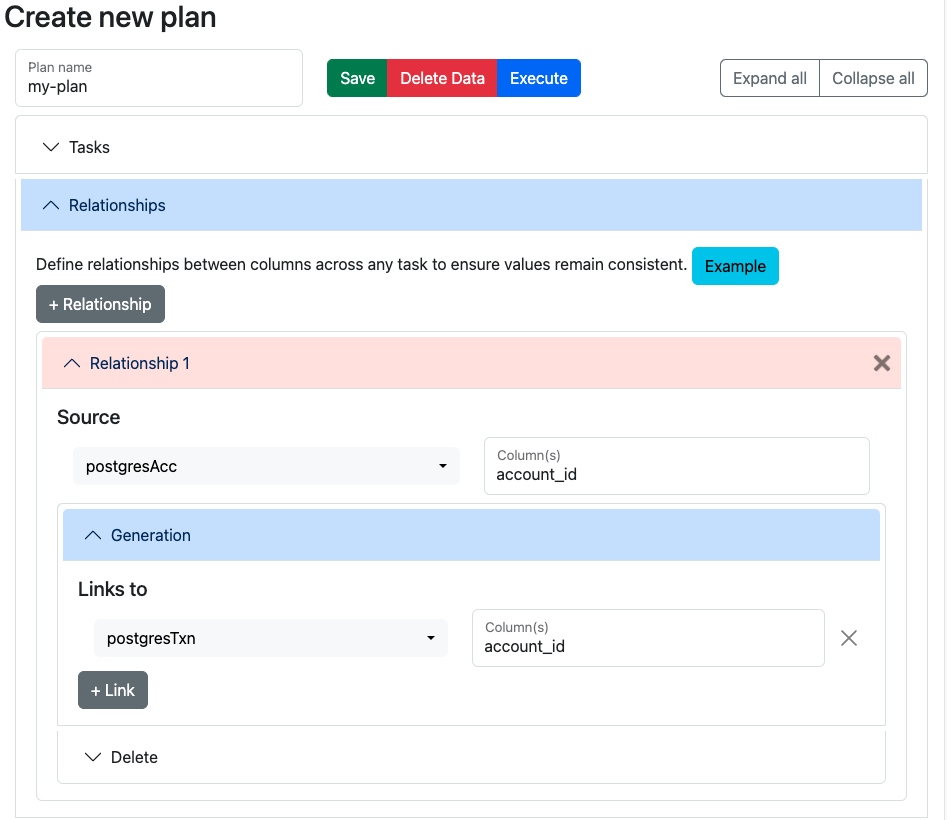 Create new plan
Plan name
my-plan
Save Delete Data Execute
Expand all Collapse all
Tasks
Relationships
Define relationships between columns across any task to ensure values remain consistent. Example
+ Relationship
Relationship 1
Source
postgresAcc
Column(s)
account_id
Generation
Links to
postgresTxn
Column(s)
account_id
+ Link
Delete